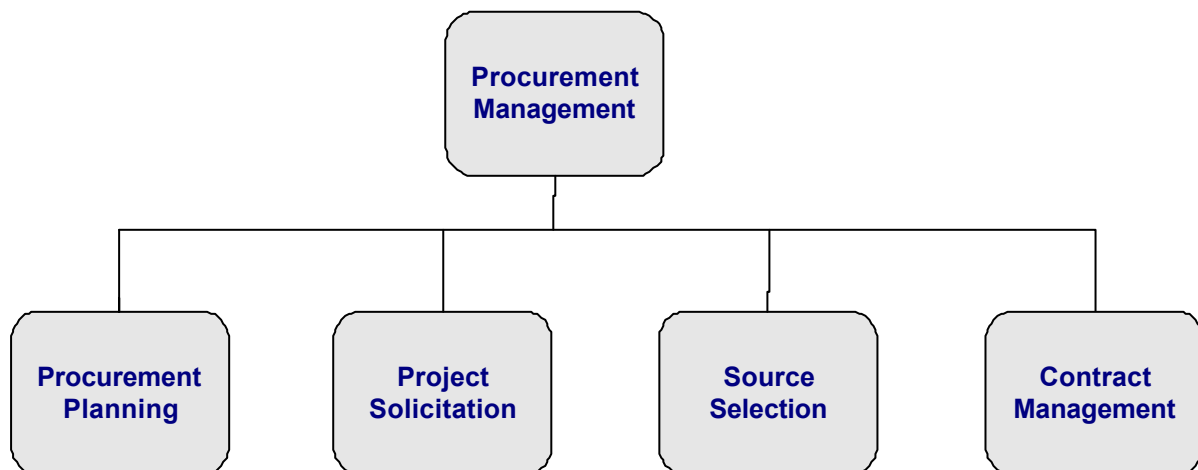 Procurement
Management
Procurement
Planning
Project
Solicitation
Source
Selection
Contract
Management